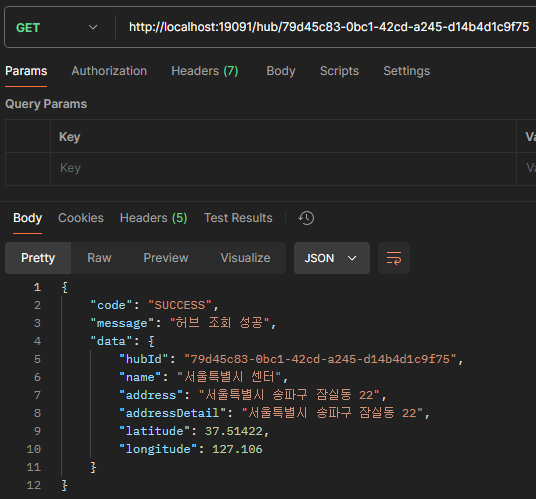 GET http://localhost:19091/hub/79d45c83-0bc1-42cd-a245-d14b4d1c9f75
Params Authorization Headers (7) Body Scripts Settings
Query Params
Key Va
Key Va
Body Cookies Headers (5) Test Results
Pretty Raw Preview Visualize JSON
1 {
2 "code": "SUCCESS",
3 "message": "허브 조회 성공",
4 "data": {
5 "hubId": "79d45c83-0bc1-42cd-a245-d14b4d1c9f75",
6 "name": "서울특별시 센터",
7 "address": "서울특별시 송파구 잠실동 22",
8 "addressDetail": "서울특별시 송파구 잠실동 22",
9 "latitude": 37.51422,
10 "longitude": 127.106
11 }
12 }